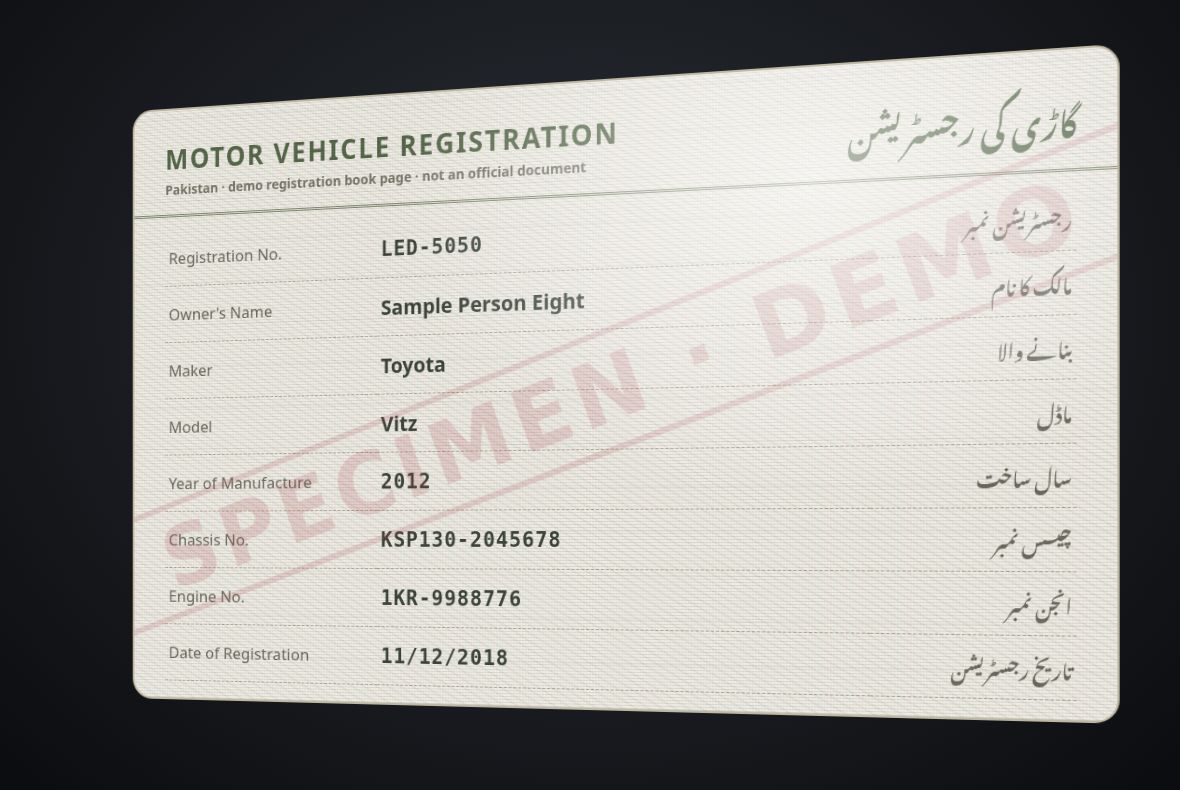 MOTOR VEHICLE REGISTRATION گاڑی کی رجسٹریشن
Pakistan · demo registration book page · not an official document
Registration No. LED-5050 رجسٹریشن نمبر
Owner's Name Sample Person Eight مالک کا نام
Maker Toyota بنانے والا
Model Vitz ماڈل
Year of Manufacture 2012 سال ساخت
Chassis No. KSP130-2045678 چیسس نمبر
Engine No. 1KR-9988776 انجن نمبر
Date of Registration 11/12/2018 تاریخ رجسٹریشن
SPECIMEN · DEMO